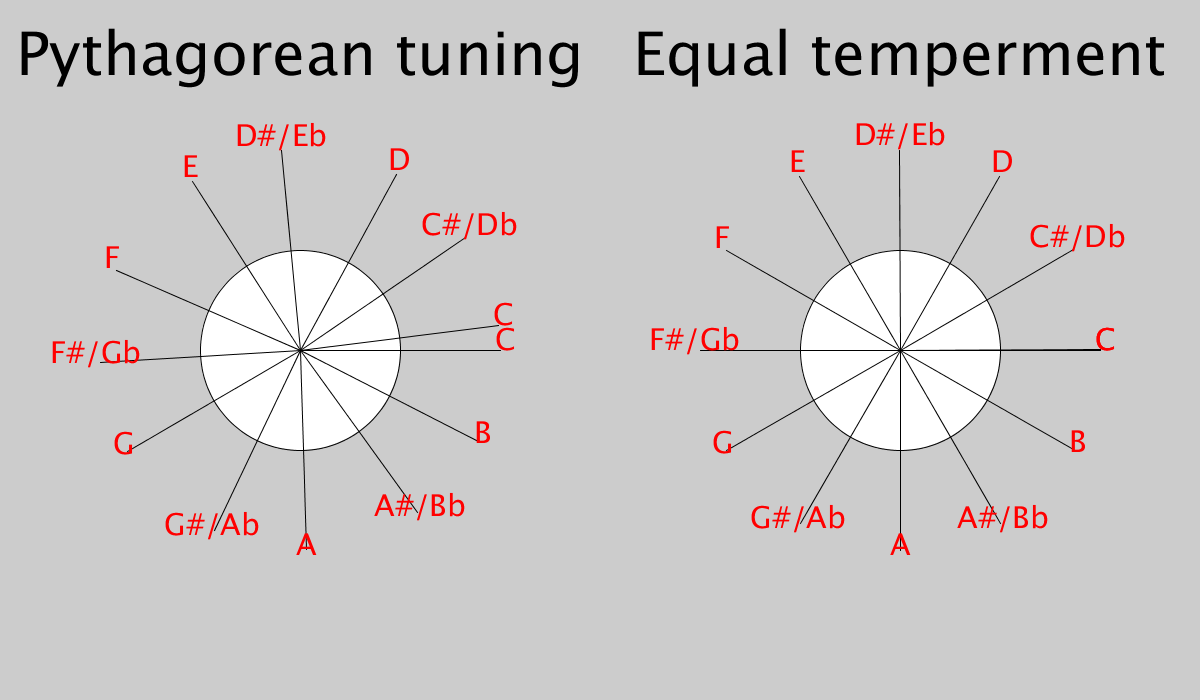 Pythagorean tuning
Equal temperment
D#/Eb
E
D
C#/Db
F
C
C
F#/Gb
G
B
G#/Ab
A#/Bb
A
D#/Eb
E
D
F
C#/Db
F#/Gb
C
G
B
G#/Ab
A#/Bb
A